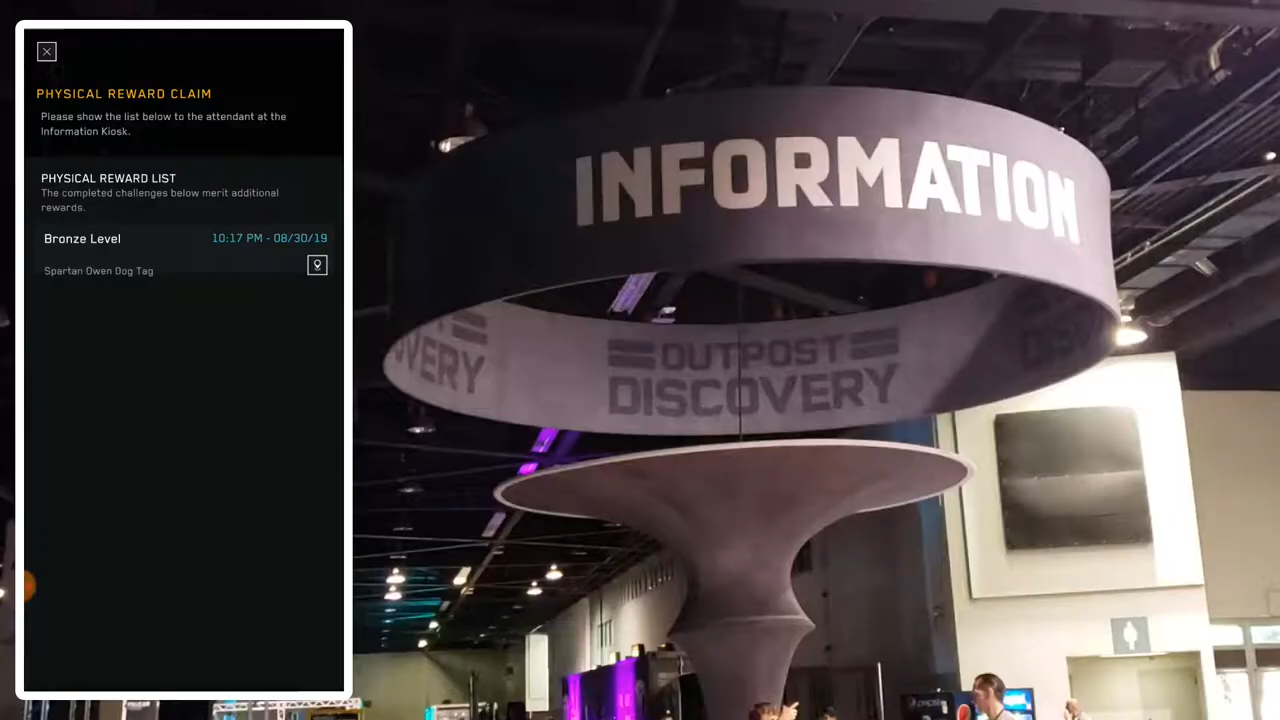 PHYSICAL REWARD CLAIM
Please show the list below to the attendant at the
Information Kiosk.
PHYSICAL REWARD LIST
The completed challenges below merit additional
rewards.
Bronze Level
10:17 PM - 08/30/19
Spartan Owen Dog Tag
INFORMATION
OUTPOST
DISCOVERY
pepsi